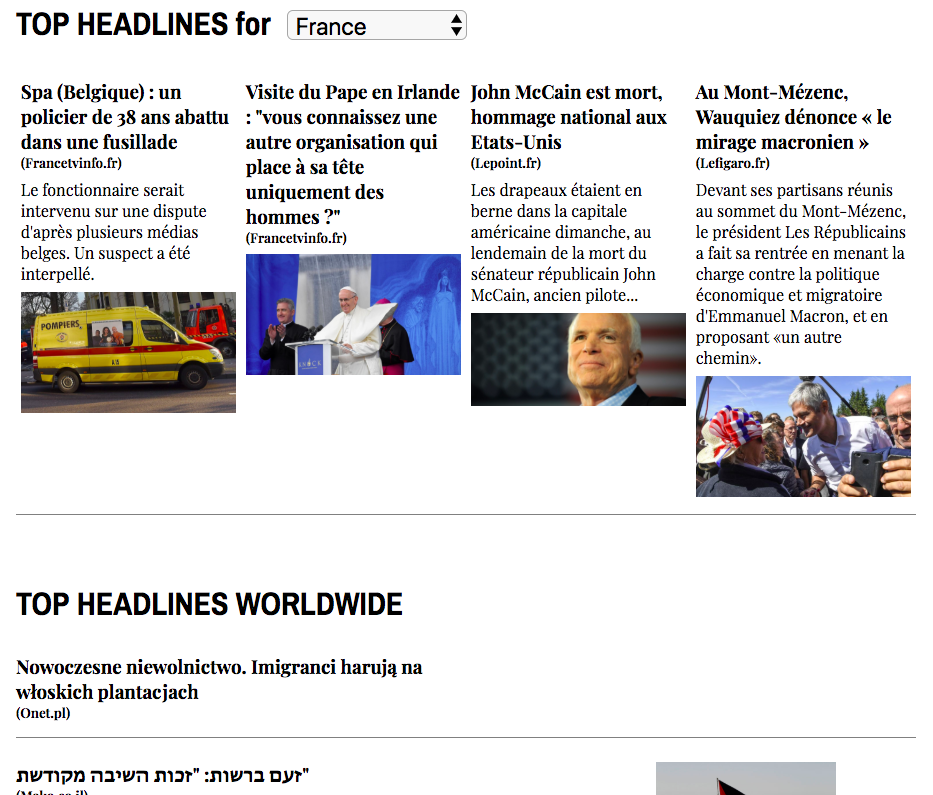 TOP HEADLINES for France
Spa (Belgique) : un
policier de 38 ans abattu
dans une fusillade
(Francetvinfo.fr)
Le fonctionnaire serait
intervenu sur une dispute
d'après plusieurs médias
belges. Un suspect a été
interpellé.
POMPIERS
Visite du Pape en Irlande
: "vous connaissez une
autre organisation qui
place à sa tête
uniquement des
hommes ?"
(Francetvinfo.fr)
John McCain est mort,
hommage national aux
Etats-Unis
(Lepoint.fr)
Les drapeaux étaient en
berne dans la capitale
américaine dimanche, au
lendemain de la mort du
sénateur républicain John
McCain, ancien pilote...
Au Mont-Mézenc,
Wauquiez dénonce « le
mirage macronien »
(Lefigaro.fr)
Devant ses partisans réunis
au sommet du Mont-Mézenc,
le président Les Républicains
a fait sa rentrée en menant la
charge contre la politique
économique et migratoire
d'Emmanuel Macron, et en
proposant «un autre
chemin».
TOP HEADLINES WORLDWIDE
Nowoczesne niewolnictwo. Imigranci harują na
włoskich plantacjach
(Onet.pl)
זעם ברשות: "זכות השיבה מקודשת"
(Mako.co.il)